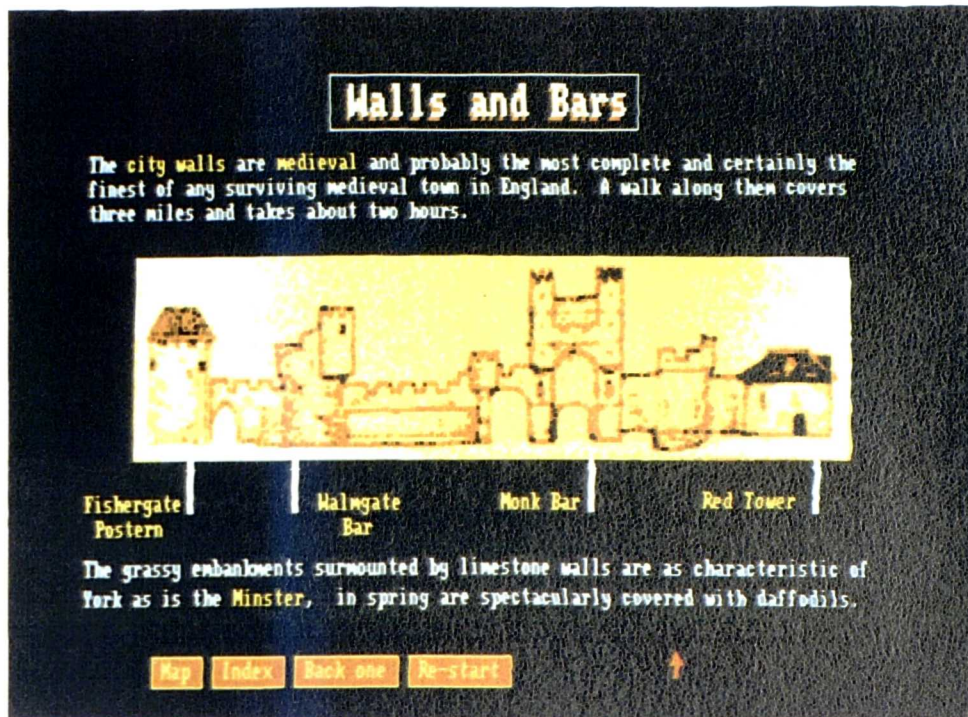 Walls and Bars
The city walls are medieval and probably the most complete and certainly the
finest of any surviving medieval town in England. A walk along them covers
three miles and takes about two hours.
Fishergate Postern
Walmgate Bar
Monk Bar
Red Tower
The grassy embankments surmounted by limestone walls are as characteristic of
York as is the Minster, in spring are spectacularly covered with daffodils.
Map Index Back one Re-start